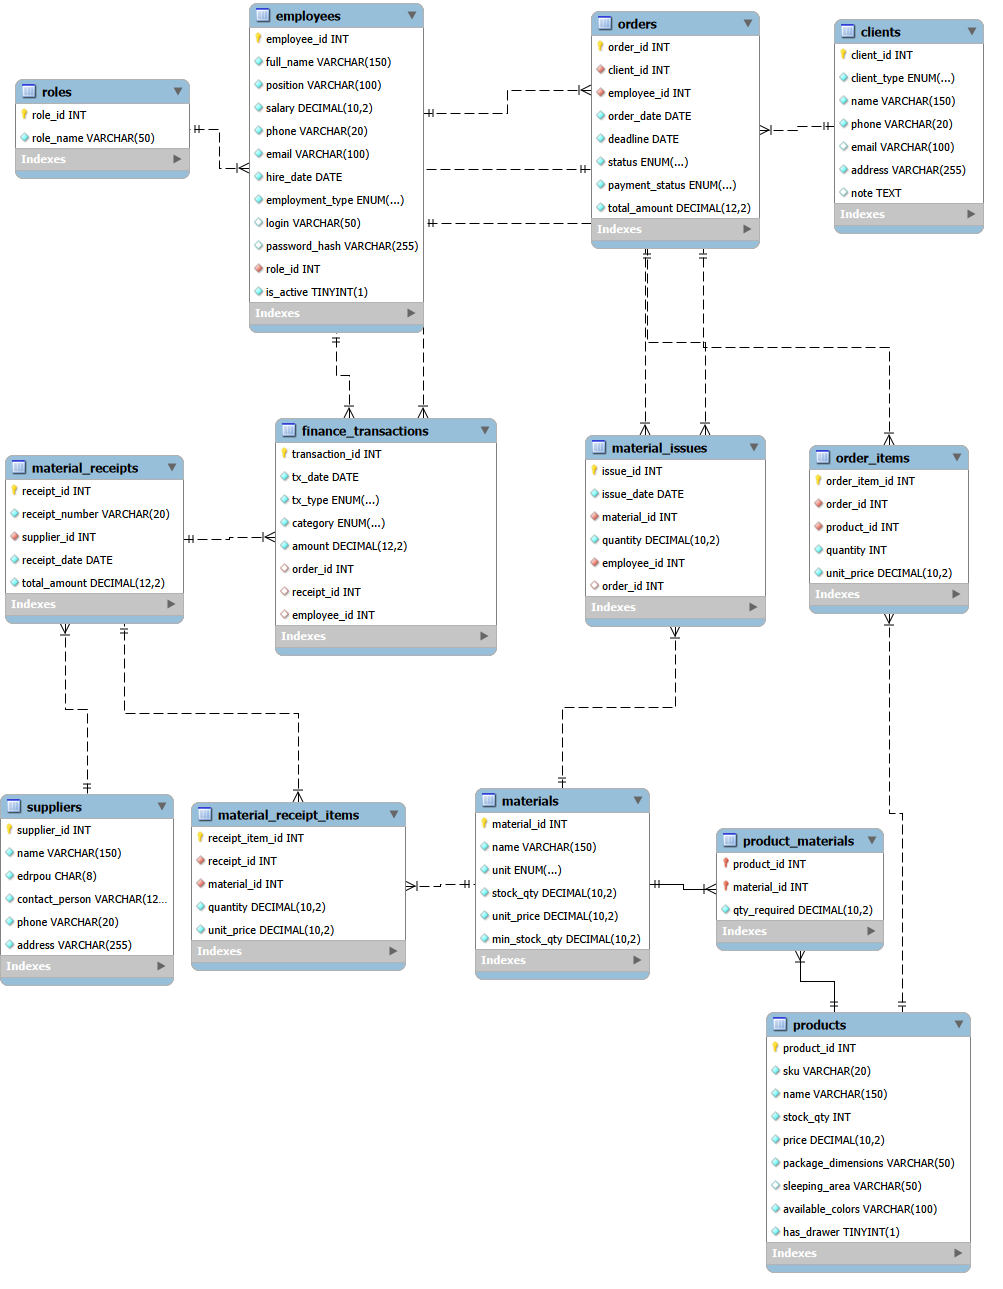 employees
employee_id INT
full_name VARCHAR(150)
position VARCHAR(100)
salary DECIMAL(10,2)
phone VARCHAR(20)
email VARCHAR(100)
hire_date DATE
employment_type ENUM(...)
login VARCHAR(50)
password_hash VARCHAR(255)
role_id INT
is_active TINYINT(1)
Indexes
orders
order_id INT
client_id INT
employee_id INT
order_date DATE
deadline DATE
status ENUM(...)
payment_status ENUM(...)
total_amount DECIMAL(12,2)
Indexes
clients
client_id INT
client_type ENUM(...)
name VARCHAR(150)
phone VARCHAR(20)
email VARCHAR(100)
address VARCHAR(255)
note TEXT
Indexes
roles
role_id INT
role_name VARCHAR(50)
Indexes
finance_transactions
transaction_id INT
tx_date DATE
tx_type ENUM(...)
category ENUM(...)
amount DECIMAL(12,2)
order_id INT
receipt_id INT
employee_id INT
Indexes
material_receipts
receipt_id INT
receipt_number VARCHAR(20)
supplier_id INT
receipt_date DATE
total_amount DECIMAL(12,2)
Indexes
material_issues
issue_id INT
issue_date DATE
material_id INT
quantity DECIMAL(10,2)
employee_id INT
order_id INT
Indexes
order_items
order_item_id INT
order_id INT
product_id INT
quantity INT
unit_price DECIMAL(10,2)
Indexes
suppliers
supplier_id INT
name VARCHAR(150)
edrpou CHAR(8)
contact_person VARCHAR(12...
phone VARCHAR(20)
address VARCHAR(255)
Indexes
material_receipt_items
receipt_item_id INT
receipt_id INT
material_id INT
quantity DECIMAL(10,2)
unit_price DECIMAL(10,2)
Indexes
materials
material_id INT
name VARCHAR(150)
unit ENUM(...)
stock_qty DECIMAL(10,2)
unit_price DECIMAL(10,2)
min_stock_qty DECIMAL(10,2)
Indexes
product_materials
product_id INT
material_id INT
qty_required DECIMAL(10,2)
Indexes
products
product_id INT
sku VARCHAR(20)
name VARCHAR(150)
stock_qty INT
price DECIMAL(10,2)
package_dimensions VARCHAR(50)
sleeping_area VARCHAR(50)
available_colors VARCHAR(100)
has_drawer TINYINT(1)
Indexes